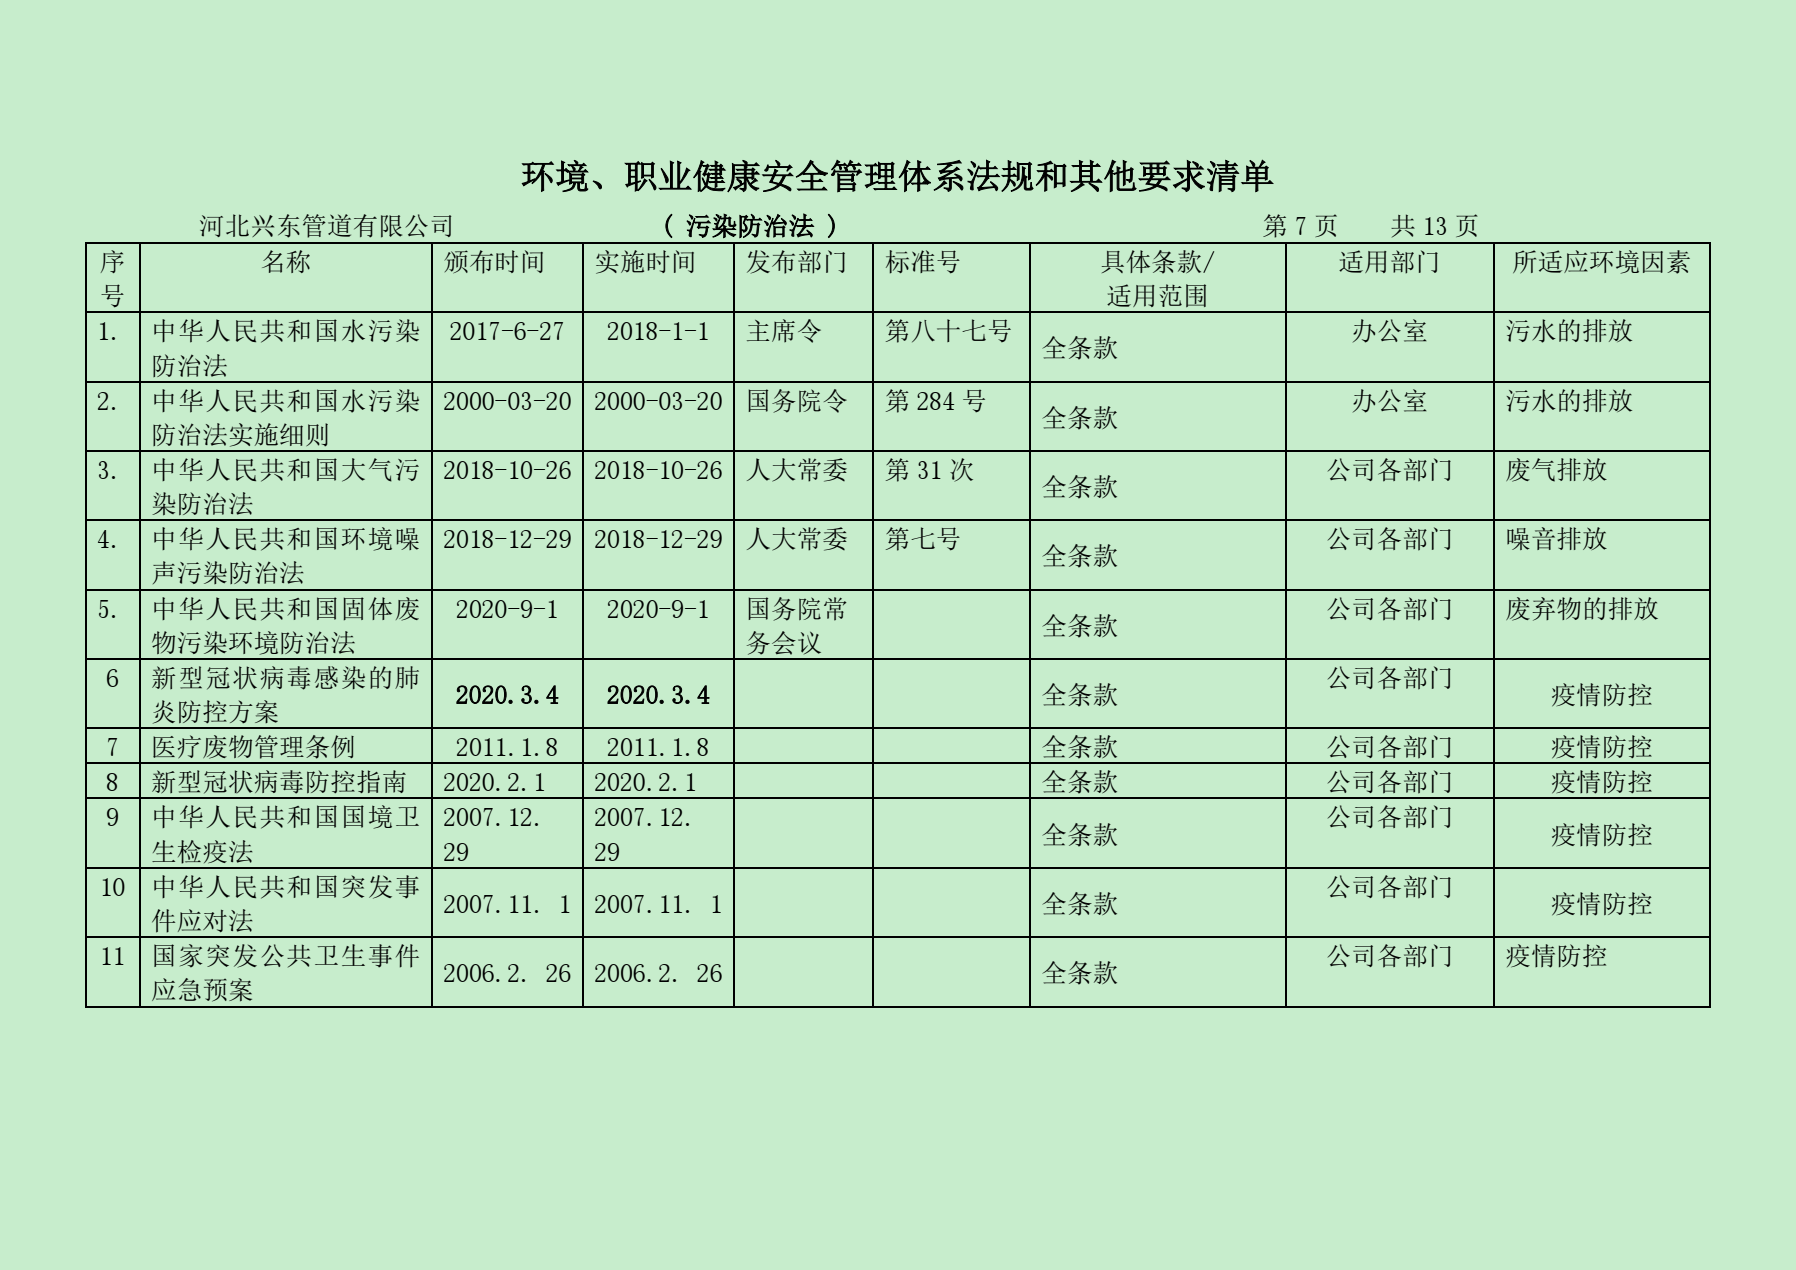 环境、职业健康安全管理体系法规和其他要求清单
河北兴东管道有限公司 ( 污染防治法 ) 第 7 页 共 13 页
序号 名称 颁布时间 实施时间 发布部门 标准号 具体条款/适用范围 适用部门 所适应环境因素
1. 中华人民共和国水污染防治法 2017-6-27 2018-1-1 主席令 第八十七号 全条款 办公室 污水的排放
2. 中华人民共和国水污染防治法实施细则 2000-03-20 2000-03-20 国务院令 第 284 号 全条款 办公室 污水的排放
3. 中华人民共和国大气污染防治法 2018-10-26 2018-10-26 人大常委 第 31 次 全条款 公司各部门 废气排放
4. 中华人民共和国环境噪声污染防治法 2018-12-29 2018-12-29 人大常委 第七号 全条款 公司各部门 噪音排放
5. 中华人民共和国固体废物污染环境防治法 2020-9-1 2020-9-1 国务院常务会议 全条款 公司各部门 废弃物的排放
6 新型冠状病毒感染的肺炎防控方案 2020.3.4 2020.3.4 全条款 公司各部门 疫情防控
7 医疗废物管理条例 2011.1.8 2011.1.8 全条款 公司各部门 疫情防控
8 新型冠状病毒防控指南 2020.2.1 2020.2.1 全条款 公司各部门 疫情防控
9 中华人民共和国国境卫生检疫法 2007.12.29 2007.12.29 全条款 公司各部门 疫情防控
10 中华人民共和国突发事件应对法 2007.11. 1 2007.11. 1 全条款 公司各部门 疫情防控
11 国家突发公共卫生事件应急预案 2006.2. 26 2006.2. 26 全条款 公司各部门 疫情防控